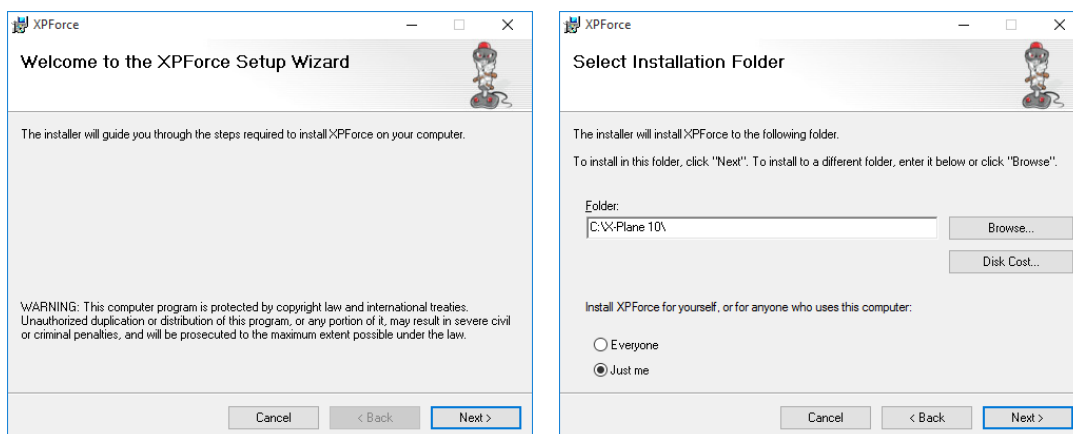 XPForce
Welcome to the XPForce Setup Wizard
The installer will guide you through the steps required to install XPForce on your computer.
WARNING: This computer program is protected by copyright law and international treaties.
Unauthorized duplication or distribution of this program, or any portion of it, may result in severe civil
or criminal penalties, and will be prosecuted to the maximum extent possible under the law.
Cancel
< Back
Next >
XPForce
Select Installation Folder
The installer will install XPForce to the following folder.
To install in this folder, click "Next". To install to a different folder, enter it below or click "Browse".
Folder:
C:\X-Plane 10\
Browse...
Disk Cost...
Install XPForce for yourself, or for anyone who uses this computer:
Everyone
Just me
Cancel
< Back
Next >